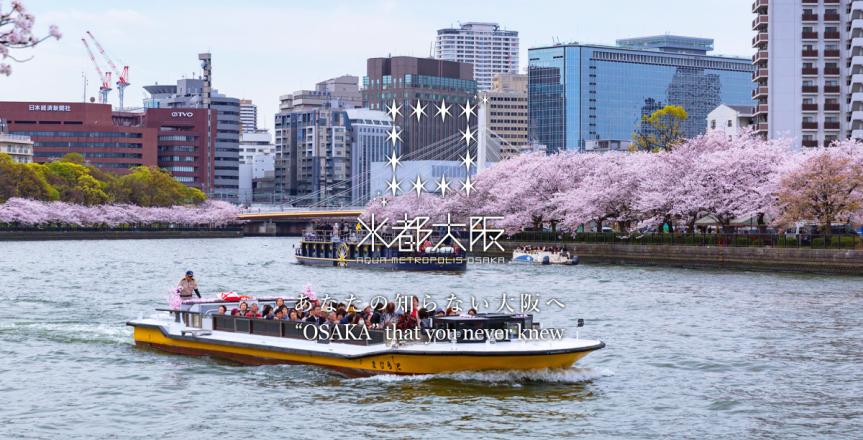 日本経済新聞
OTVO
水都大阪
AQUA METROPOLIS OSAKA
あなたの知らない大阪へ
“OSAKA” that you never knew